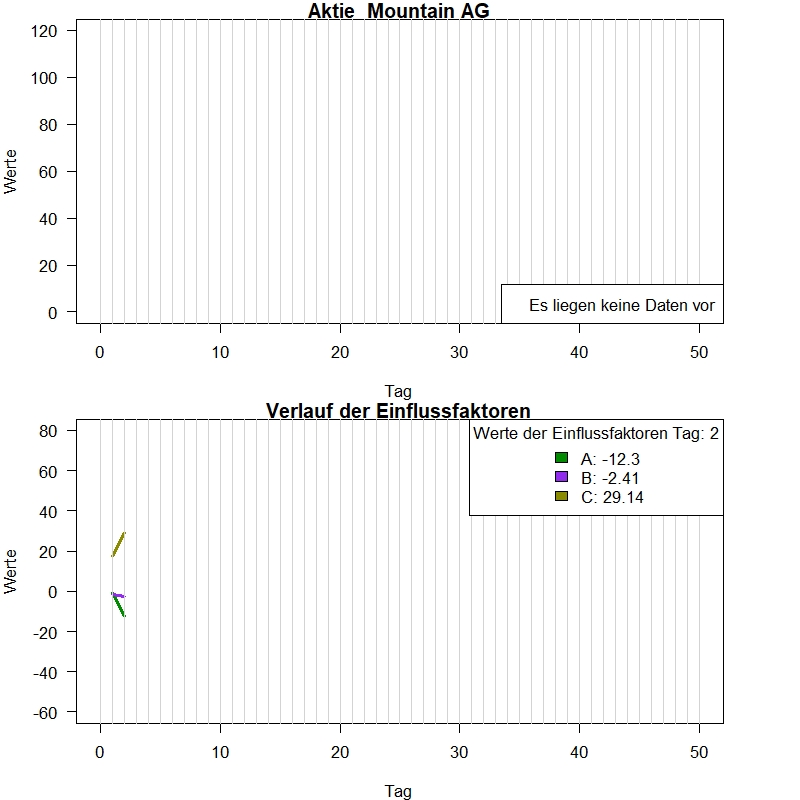 Aktie  Mountain AG
120
100
80
60
40
20
0
Werte
Es liegen keine Daten vor
0 10 20 30 40 50
Tag
Verlauf der Einflussfaktoren
80
60
40
20
0
-20
-40
-60
Werte
Werte der Einflussfaktoren Tag: 2
A: -12.3
B: -2.41
C: 29.14
0 10 20 30 40 50
Tag